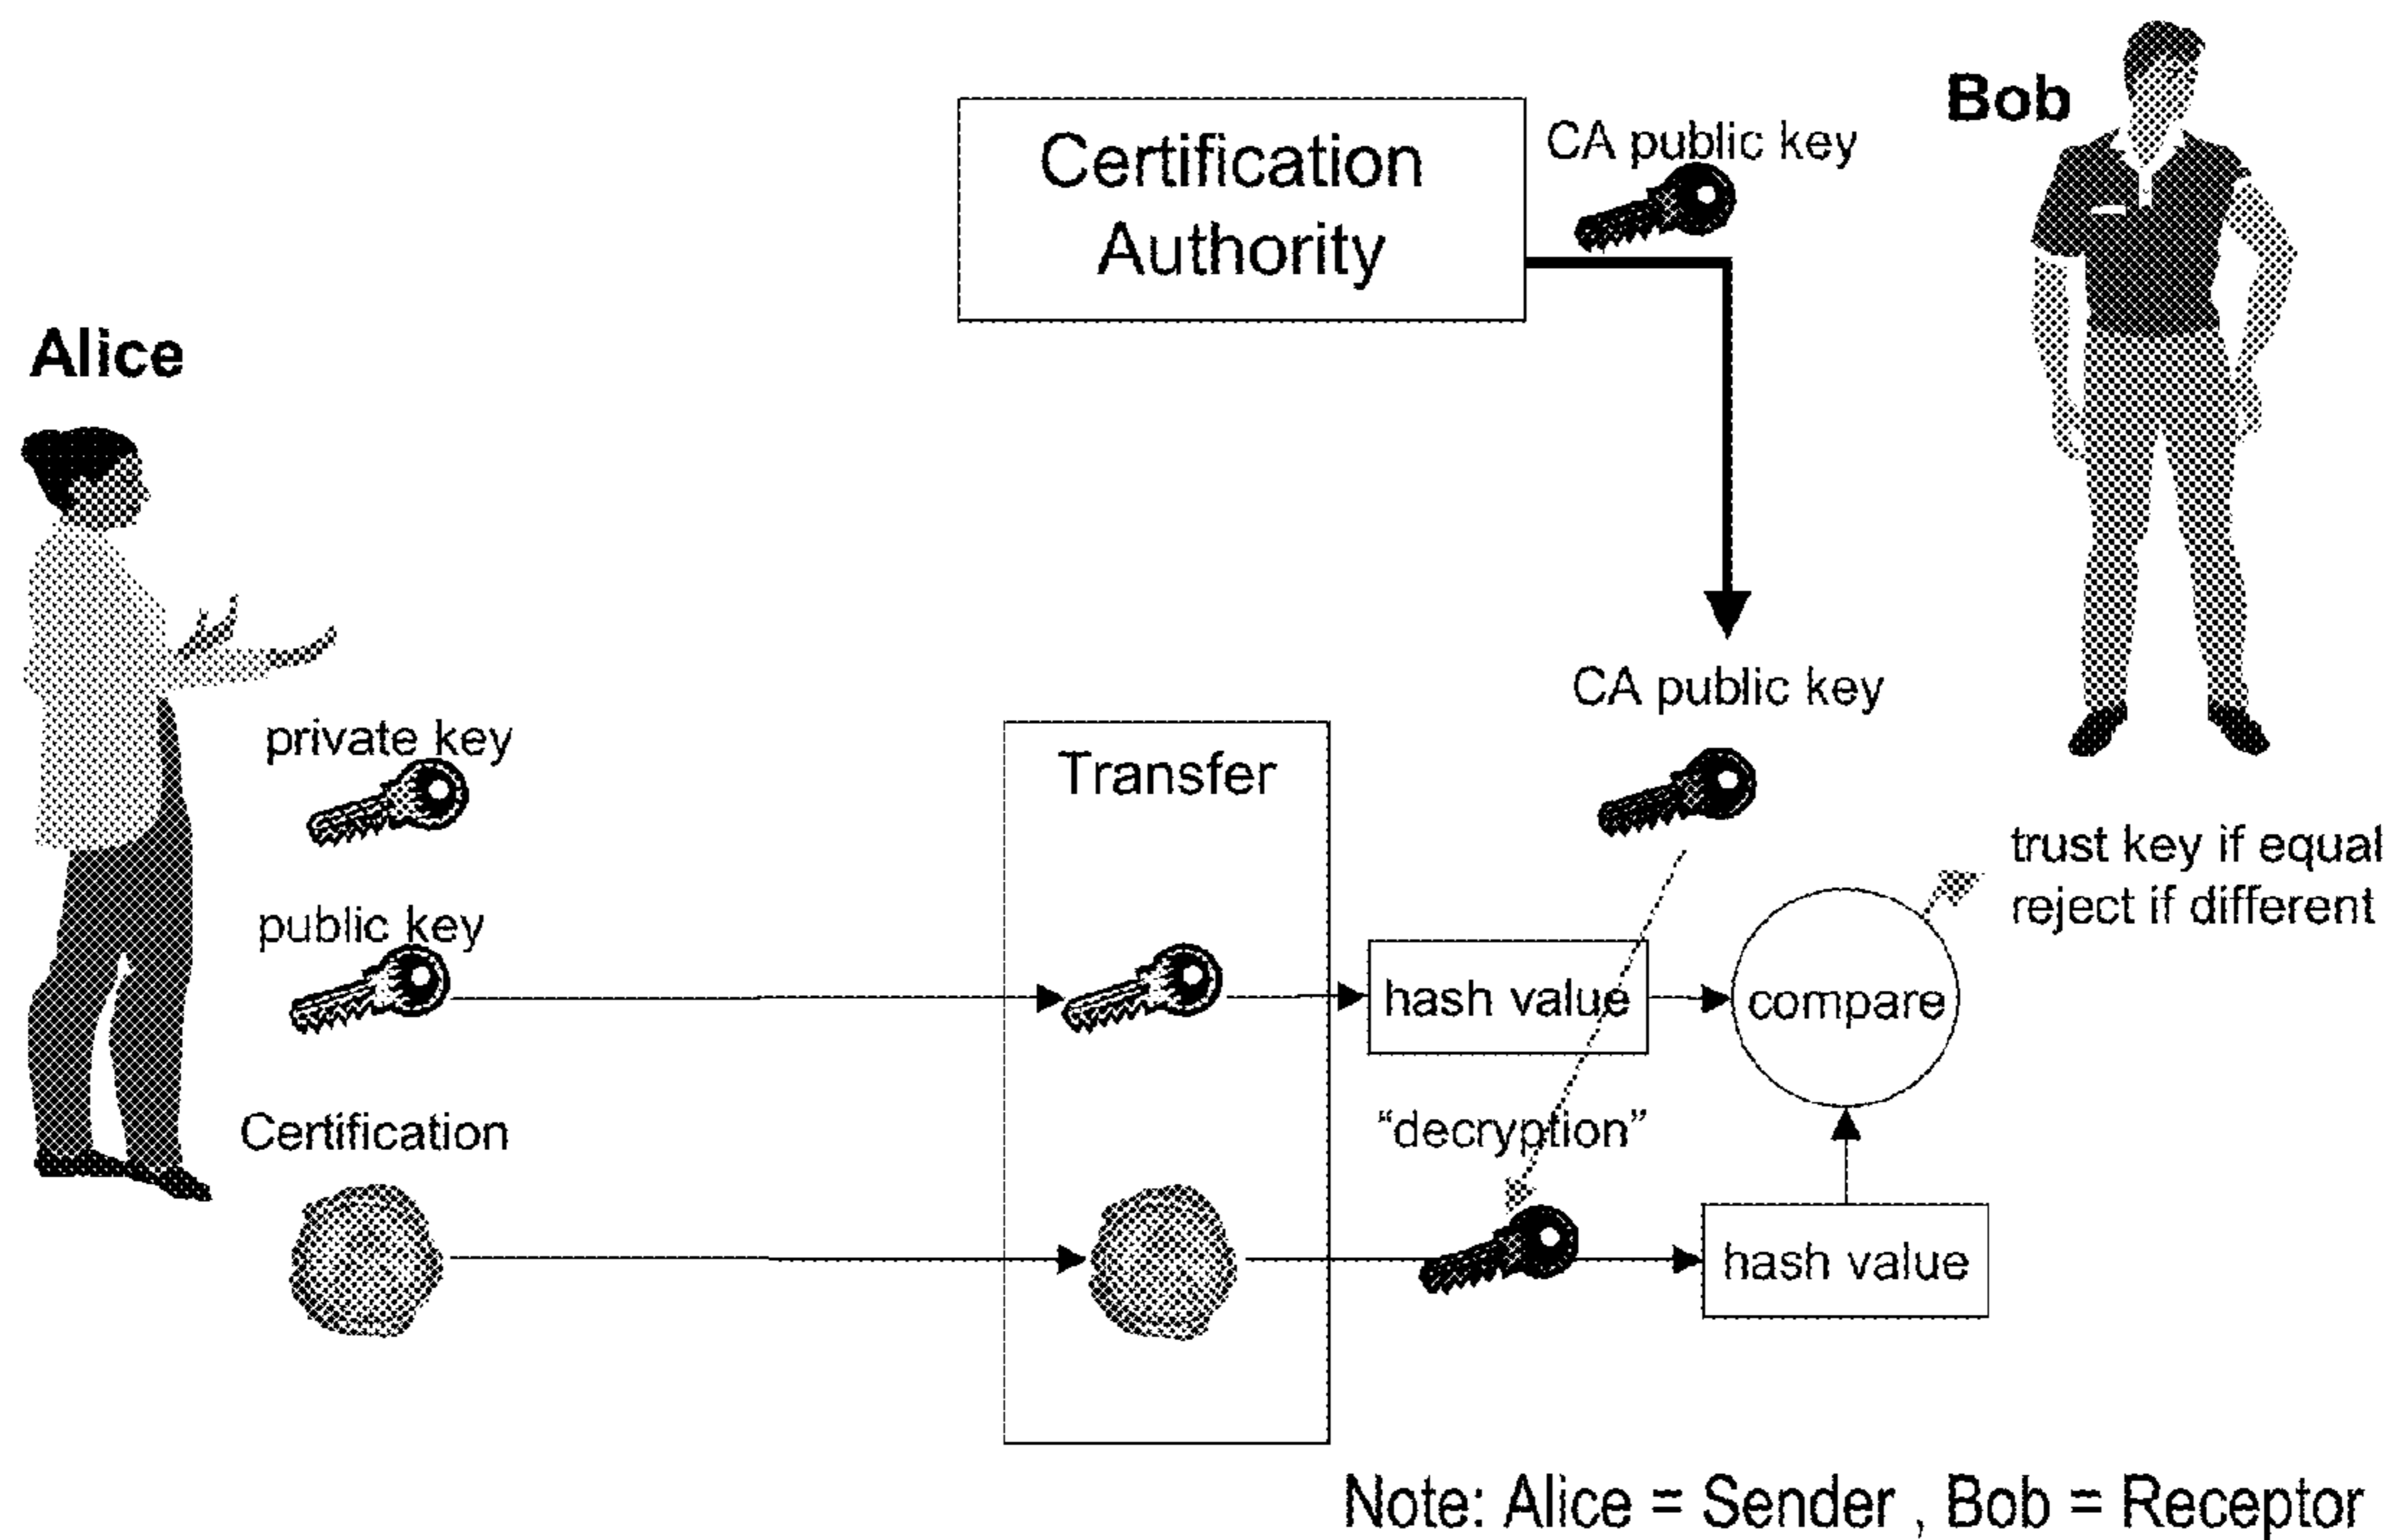 Bob
CA public key
Certification
Authority
Alice
CA public key
private key
Transfer
trust key if equal
reject if different
public key
hash value
compare
"decryption"
Certification
hash value
Note: Alice = Sender , Bob = Receptor